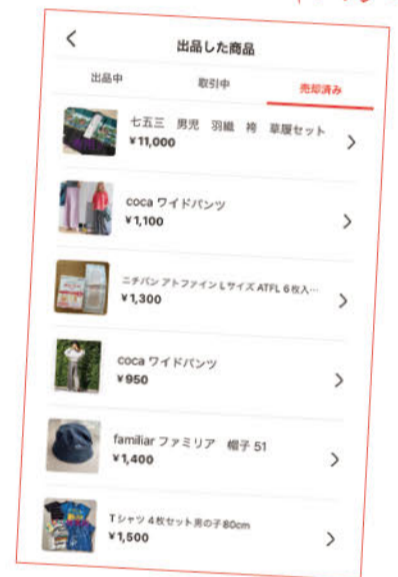 出品した商品
出品中 取引中 売却済み
七五三 男児 羽織 袴 草履セット
¥11,000
coca ワイドパンツ
¥1,100
ニチバン アトファイン Lサイズ ATFL 6枚入…
¥1,300
coca ワイドパンツ
¥950
familiar ファミリア 帽子 51
¥1,400
Tシャツ 4枚セット男の子80cm
¥1,500